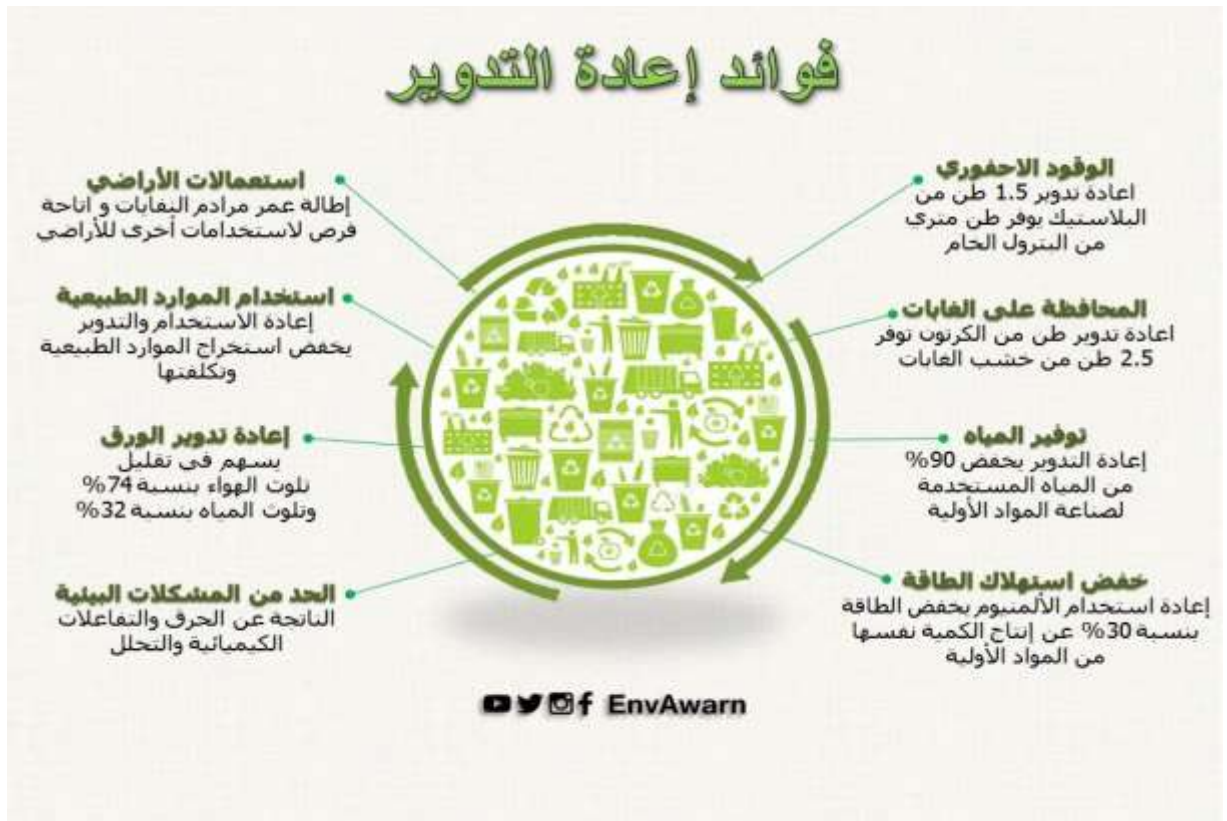 فوائد إعادة التدوير
الوقود الاحفوري
اعادة تدوير 1.5 طن من
البلاستيك يوفر طن متري
من البترول الخام
المحافظة على الغابات
اعادة تدوير طن من الكرتون توفر
2.5 طن من خشب الغابات
توفير المياه
إعادة التدوير يخفض 90%
من المياه المستخدمة
لصناعة المواد الأولية
خفض استهلاك الطاقة
إعادة استخدام الألمنيوم يخفض الطاقة
بنسبة 30% عن إنتاج الكمية نفسها
من المواد الأولية
استعمالات الأراضي
إطالة عمر مرادم النفايات و اتاحة
فرص لاستخدامات أخرى للأراضي
استخدام الموارد الطبيعية
إعادة الاستخدام والتدوير
يخفض استخراج الموارد الطبيعية
وتكلفتها
إعادة تدوير الورق
يسهم في تقليل
تلوث الهواء بنسبة 74%
وتلوث المياه بنسبة 32%
الحد من المشكلات البيئية
الناتجة عن الحرق والتفاعلات
الكيميائية والتحلل
EnvAwarn